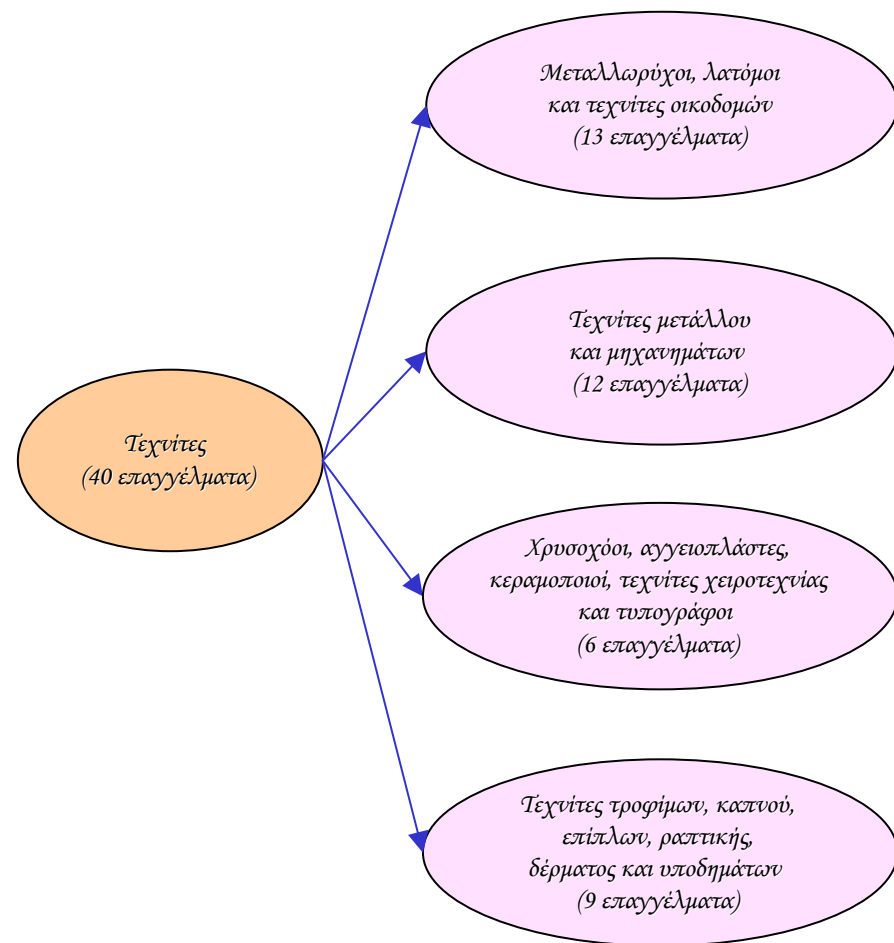 Μεταλλωρύχοι, λατόμοι
και τεχνίτες οικοδομών
(13 επαγγέλματα)
Τεχνίτες μετάλλου
και μηχανημάτων
(12 επαγγέλματα)
Τεχνίτες
(40 επαγγέλματα)
Χρυσοχόοι, αγγειοπλάστες,
κεραμοποιοί, τεχνίτες χειροτεχνίας
και τυπογράφοι
(6 επαγγέλματα)
Τεχνίτες τροφίμων, καπνού,
επίπλων, ραπτικής,
δέρματος και υποδημάτων
(9 επαγγέλματα)